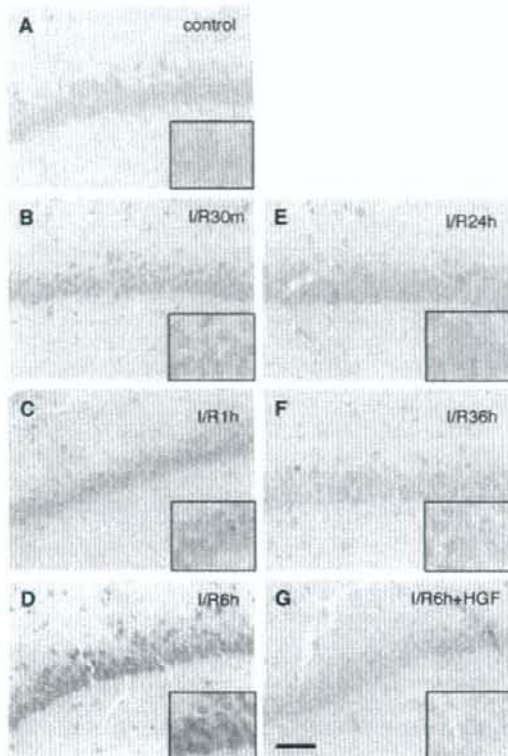 A control
B I/R30m
E I/R24h
C I/R1h
F I/R36h
D I/R6h
G I/R6h+HGF